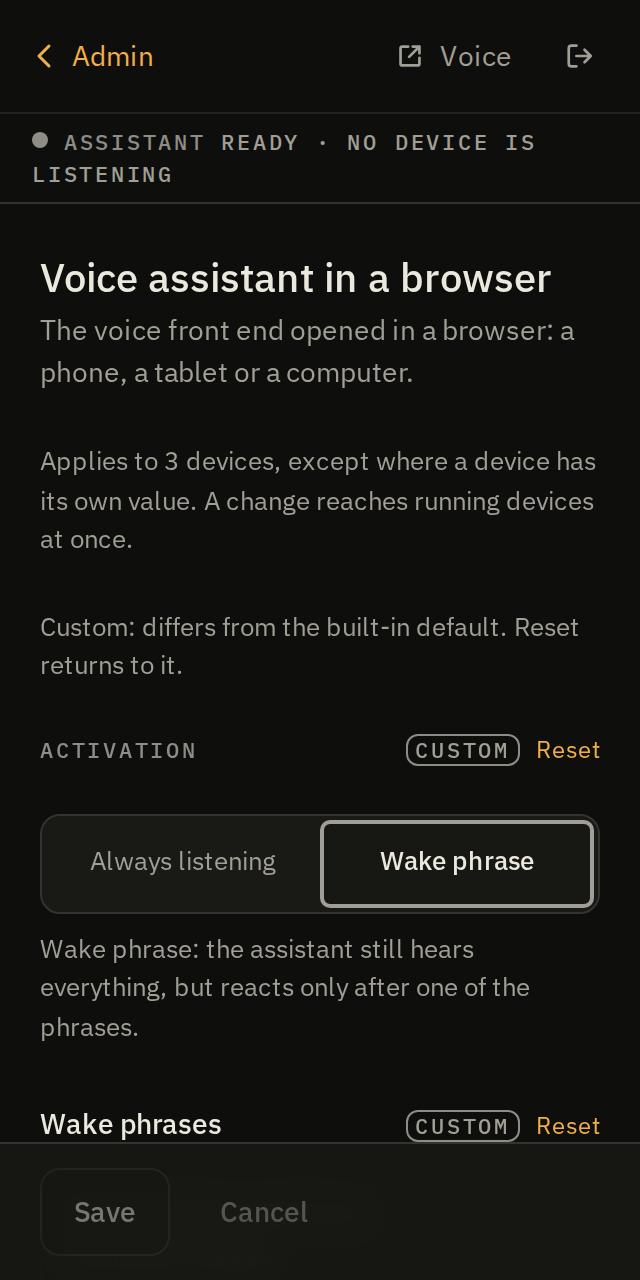 Admin
Voice
ASSISTANT READY · NO DEVICE IS
LISTENING
Voice assistant in a browser
The voice front end opened in a browser: a
phone, a tablet or a computer.
Applies to 3 devices, except where a device has
its own value. A change reaches running devices
at once.
Custom: differs from the built-in default. Reset
returns to it.
ACTIVATION CUSTOM Reset
Always listening Wake phrase
Wake phrase: the assistant still hears
everything, but reacts only after one of the
phrases.
Wake phrases CUSTOM Reset
Save Cancel